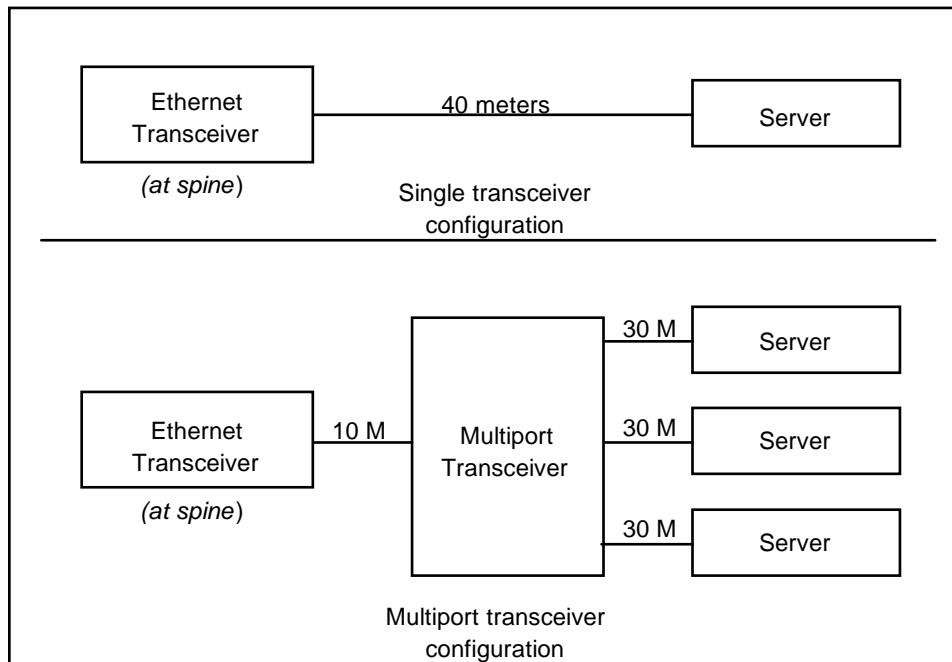 Ethernet
Transceiver
(at spine)
40 meters
Server
Single transceiver
configuration
Ethernet
Transceiver
(at spine)
10 M
Multiport
Transceiver
30 M
Server
30 M
Server
30 M
Server
Multiport transceiver
configuration